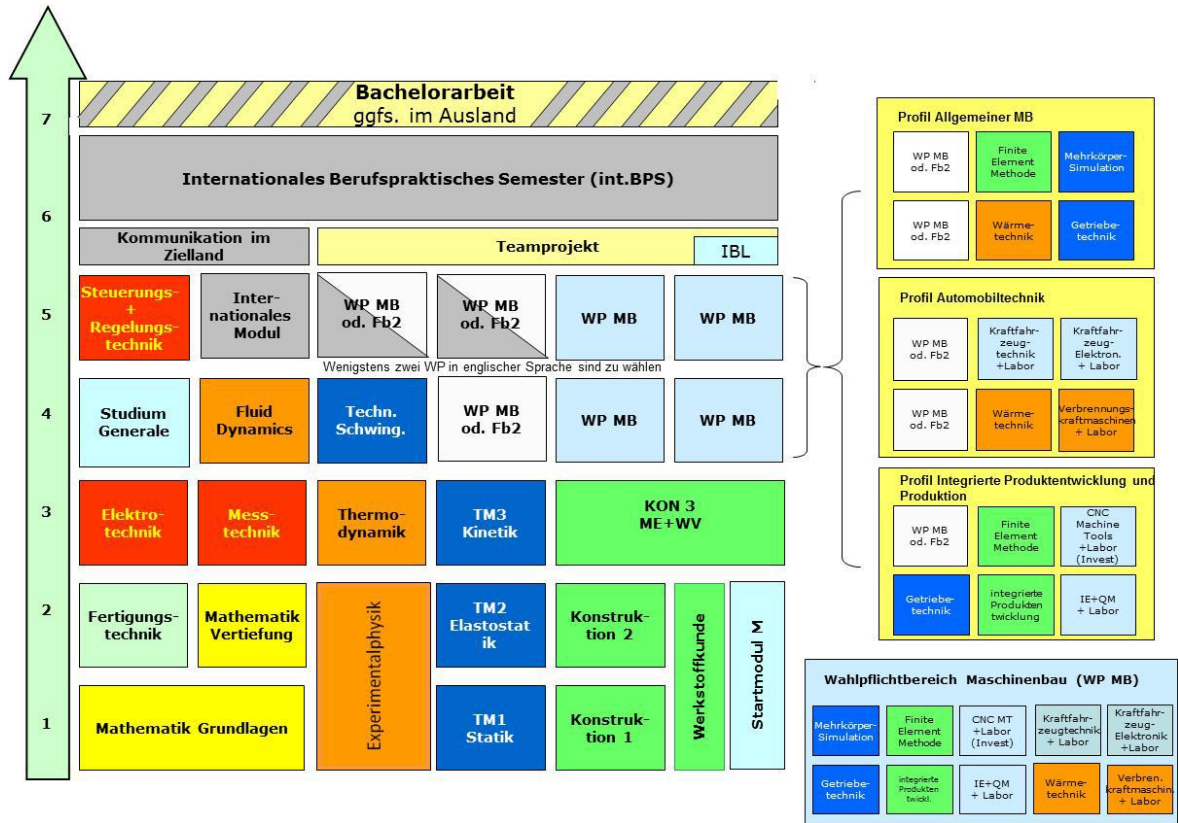 7
Bachelorarbeit
ggfs. im Ausland
Internationales Berufspraktisches Semester (int.BPS)
6
Kommunikation im
Zielland
Teamprojekt
IBL
5
Steuerungs-
+
Regelungs-
technik
Inter-
nationales
Modul
WP MB
od. Fb2
WP MB
od. Fb2
WP MB
WP MB
Wenigstens zwei WP in englischer Sprache sind zu wählen
4
Studium
Generale
Fluid
Dynamics
Techn.
Schwing.
WP MB
od. Fb2
WP MB
WP MB
3
Elektro-
technik
Mess-
technik
Thermo-
dynamik
TM3
Kinetik
KON 3
ME+WV
2
Fertigungs-
technik
Mathematik
Vertiefung
Experimentalphysik
TM2
Elastostat
ik
Konstruk-
tion 2
Werkstoffkunde
Startmodul M
1
Mathematik Grundlagen
TM1
Statik
Konstruk-
tion 1
Profil Allgemeiner MB
WP MB
od. Fb2
Finite
Element
Methode
Mehrkörper-
Simulation
WP MB
od. Fb2
Wärme-
technik
Getriebe-
technik
Profil Automobiltechnik
WP MB
od. Fb2
Kraftfahr-
zeug-
technik
+Labor
Kraftfahr-
zeug-
Elektron.
+ Labor
WP MB
od. Fb2
Wärme-
technik
Verbrennungs-
kraftmaschinen
+ Labor
Profil Integrierte Produktentwicklung und
Produktion
WP MB
od. Fb2
Finite
Element
Methode
CNC
Machine
Tools
+Labor
(Invest)
Getriebe-
technik
integrierte
Produkten
twicklung
IE+QM
+ Labor
Wahlpflichtbereich Maschinenbau (WP MB)
Mehrkörper-
Simulation
Finite
Element
Methode
CNC MT
+Labor
(Invest)
Kraftfahr-
zeugtechnik
+ Labor
Kraftfahr-
zeug-
Elektronik
+Labor
Getriebe-
technik
integrierte
Produkten
twickl.
IE+QM
+ Labor
Wärme-
technik
Verbren.
kraftmaschin.
+ Labor